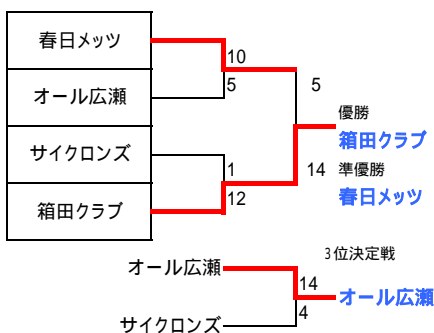 春日メッツ
10
オール広瀬
5
5
優勝
箱田クラブ
サイクロンズ
1
14
準優勝
春日メッツ
箱田クラブ
12
3位決定戦
オール広瀬
14
オール広瀬
サイクロンズ
4